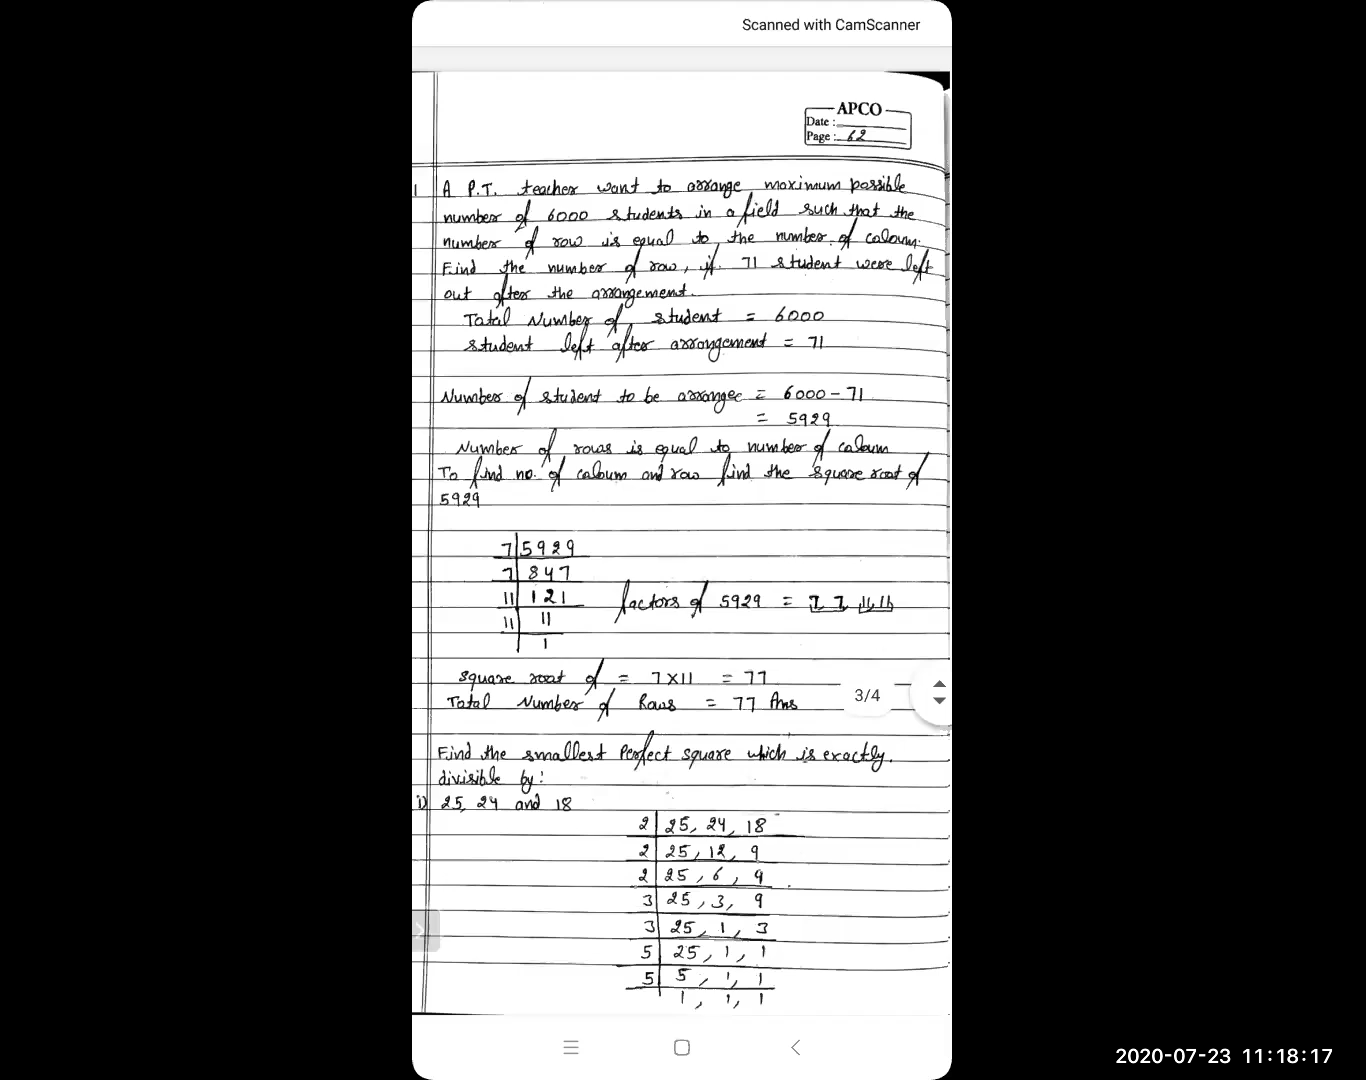 Scanned with CamScanner
APCO
Date :
Page : 62
1 A P.T. teacher want to arrange maximum possible
number of 6000 students in a field such that the
number of row is equal to the number of caloum.
Find the number of row, if 71 student were left
out after the arrangement.
Total Number of student = 6000
Student left after arrangement = 71
Number of student to be arrangee = 6000 - 71
= 5929
Number of rows is equal to number of caloum
To find no. of caloum and row find the square root of
5929
7 | 5929
7 | 847
11 | 121
11 | 11
1
factors of 5929 = 7 7 11 11
Square root of = 7 x 11 = 77
Total Number of Rows = 77 Ans
3/4
Find the smallest Perfect square which is exactly.
divisible by:
i) 25, 24 and 18
2 | 25, 24, 18
2 | 25, 12, 9
2 | 25, 6, 9
3 | 25, 3, 9
3 | 25, 1, 3
5 | 25, 1, 1
5 | 5, 1, 1
1, 1, 1
2020-07-23 11:18:17